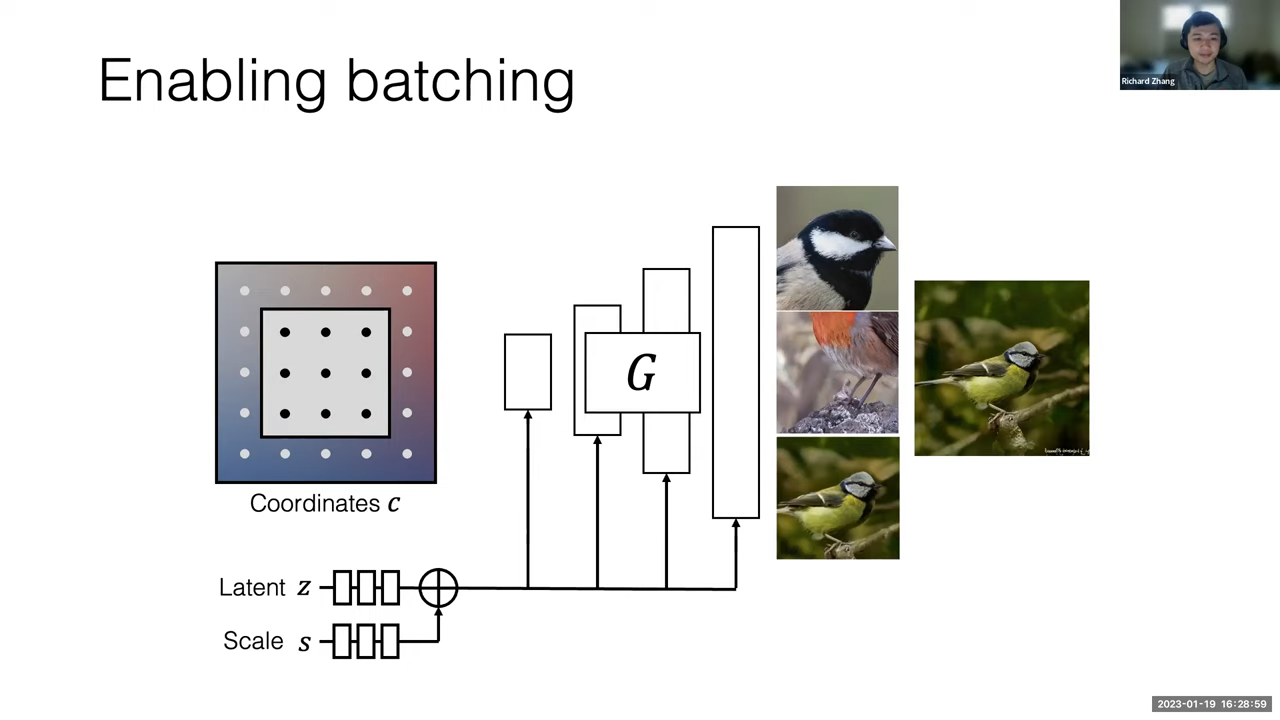 Enabling batching
Richard Zhang
G
Coordinates c
Latent z
Scale s
2023-01-19 16:28:59